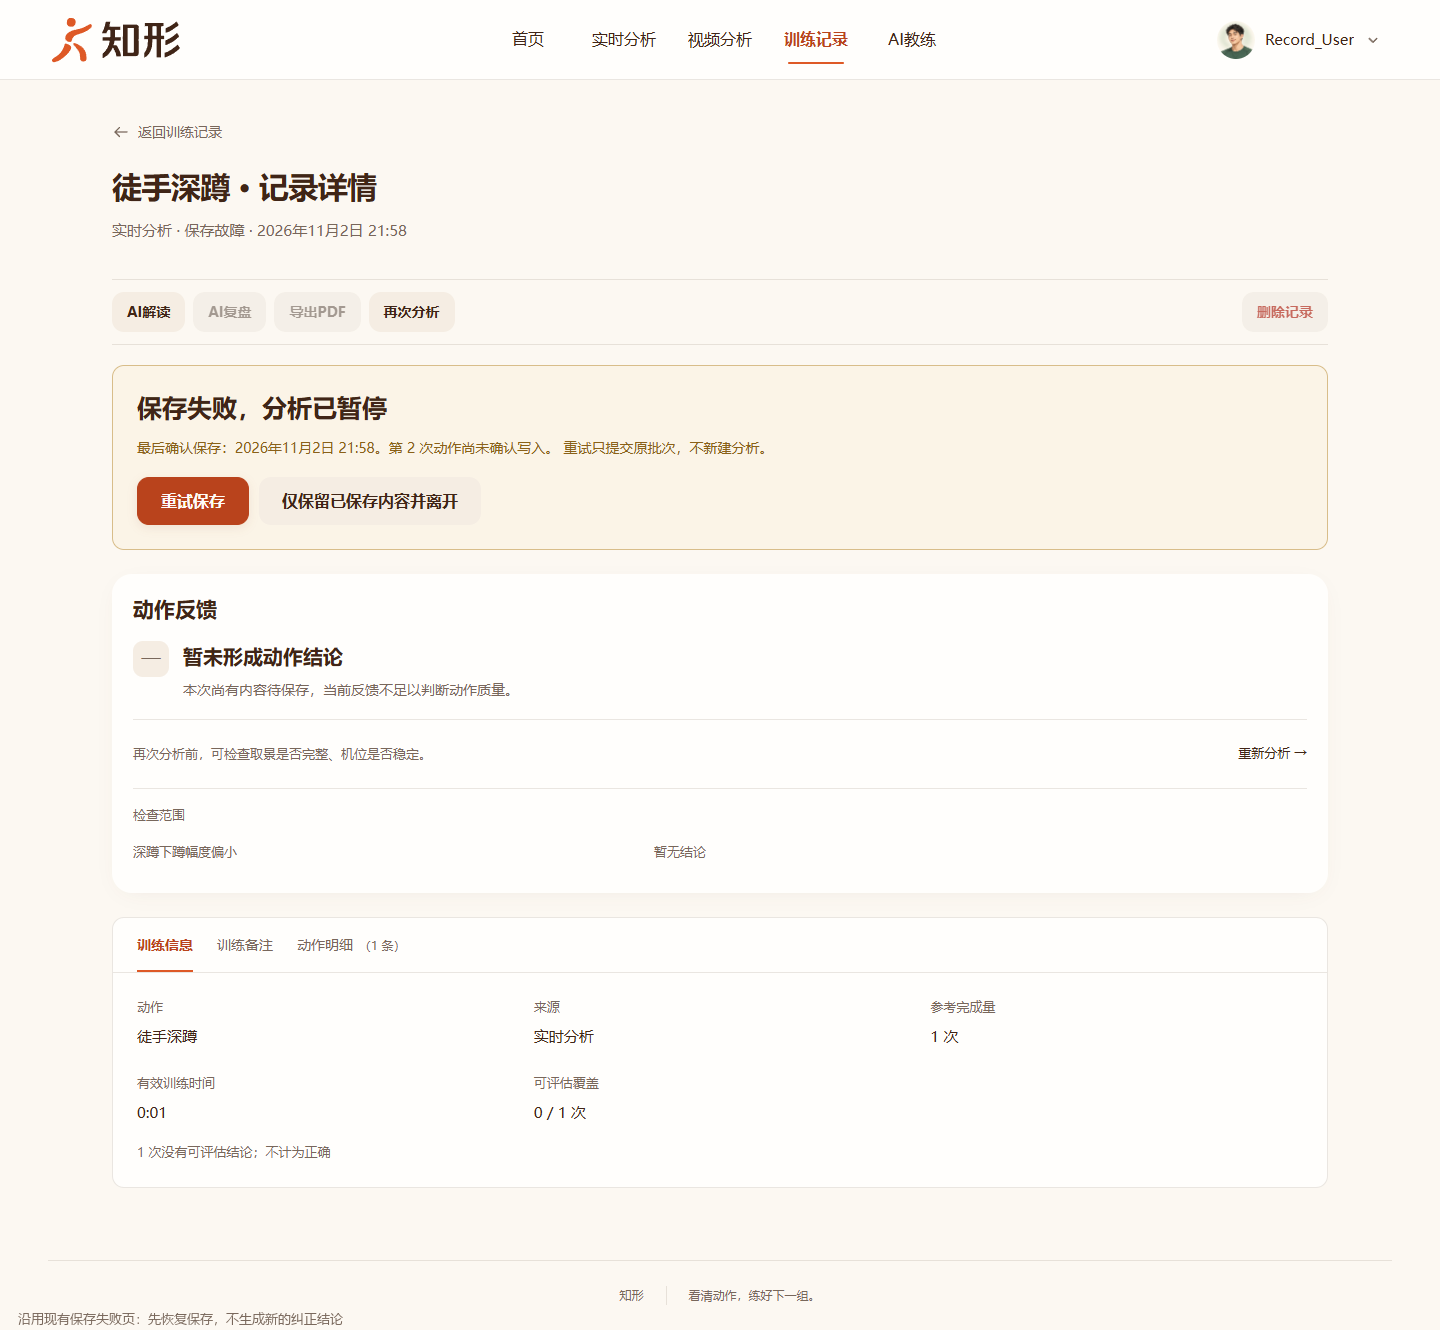 知形
首页
实时分析
视频分析
训练记录
AI教练
Record_User
返回训练记录
徒手深蹲 • 记录详情
实时分析 · 保存故障 · 2026年11月2日 21:58
AI解读
AI复盘
导出PDF
再次分析
删除记录
保存失败，分析已暂停
最后确认保存：2026年11月2日 21:58。第 2 次动作尚未确认写入。 重试只提交原批次，不新建分析。
重试保存
仅保留已保存内容并离开
动作反馈
暂未形成动作结论
本次尚有内容待保存，当前反馈不足以判断动作质量。
再次分析前，可检查取景是否完整、机位是否稳定。
重新分析 →
检查范围
深蹲下蹲幅度偏小
暂无结论
训练信息
训练备注
动作明细 （1 条）
动作
来源
参考完成量
徒手深蹲
实时分析
1 次
有效训练时间
可评估覆盖
0:01
0 / 1 次
1 次没有可评估结论；不计为正确
知形
看清动作，练好下一组。
沿用现有保存失败页：先恢复保存，不生成新的纠正结论